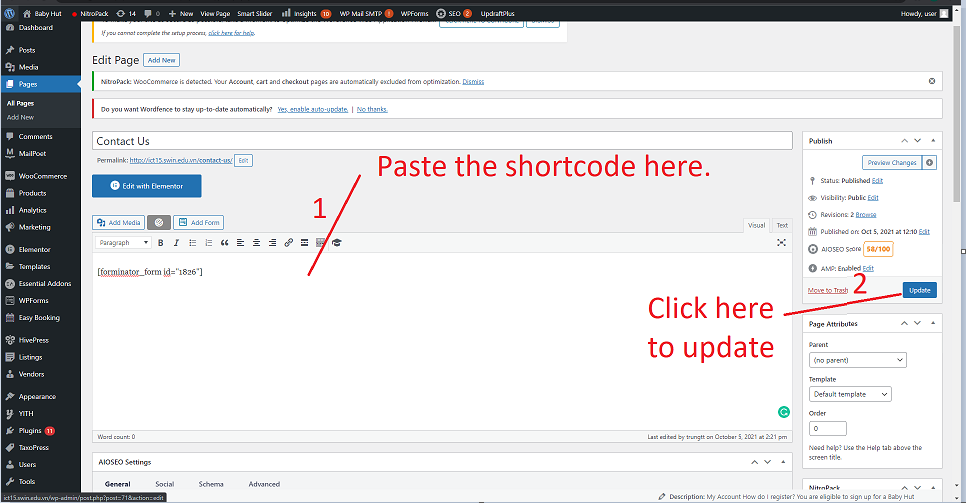 Baby Hut NitroPack 14 0 New View Page Smart Slider Insights 10 WP Mail SMTP 1 WPForms SEO 2 UpdraftPlus Howdy, user
If you cannot complete the setup process, click here for help.
Dashboard
Posts
Media
Pages
All Pages
Add New
Comments
MailPoet
WooCommerce
Products
Analytics
Marketing
Elementor
Templates
Essential Addons
WPForms
Easy Booking
HivePress
Listings
Vendors
Appearance
YITH
Plugins 11
TaxoPress
Users
Tools
Edit Page Add New
NitroPack: WooCommerce is detected. Your Account, cart and checkout pages are automatically excluded from optimization. Dismiss
Do you want Wordfence to stay up-to-date automatically? Yes, enable auto-update. | No thanks.
Contact Us
Permalink: http://ict15.swin.edu.vn/contact-us/ Edit
Edit with Elementor
Paste the shortcode here.
1
Add Media Add Form
Visual Text
Paragraph B I
[forminator_form id="1826"]
Click here
to update
2
Word count: 0 Last edited by trungtt on October 5, 2021 at 2:21 pm
AIOSEO Settings
General Social Schema Advanced
Publish
Preview Changes
Status: Published Edit
Visibility: Public Edit
Revisions: 2 Browse
Published on: Oct 5, 2021 at 12:10 Edit
AIOSEO Score 58/100
AMP: Enabled Edit
Move to Trash Update
Page Attributes
Parent
(no parent)
Template
Default template
Order
0
Need help? Use the Help tab above the
screen title.
NitroPack
ict15.swin.edu.vn/wp-admin/post.php?post=71&action=edit
Description: My Account How do I register? You are eligible to sign up for a Baby Hut